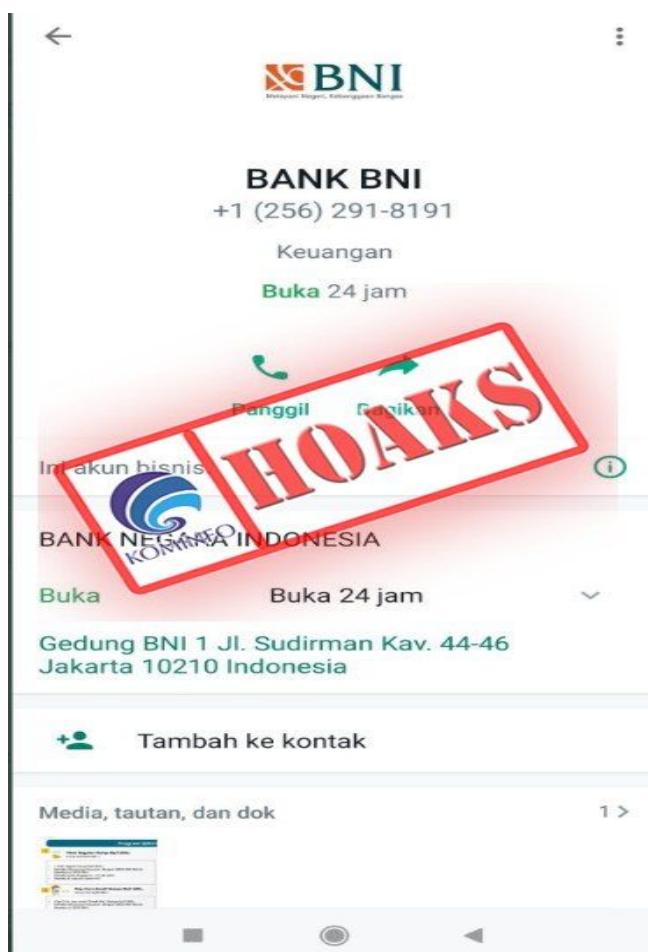 BNI
Melayani Negeri, Kebanggaan Bangsa
BANK BNI
+1 (256) 291-8191
Keuangan
Buka 24 jam
Panggil Bagikan
HOAKS
Ini akun bisnis
KOMINFO
BANK NEGARA INDONESIA
Buka Buka 24 jam
Gedung BNI 1 Jl. Sudirman Kav. 44-46
Jakarta 10210 Indonesia
Tambah ke kontak
Media, tautan, dan dok 1 >